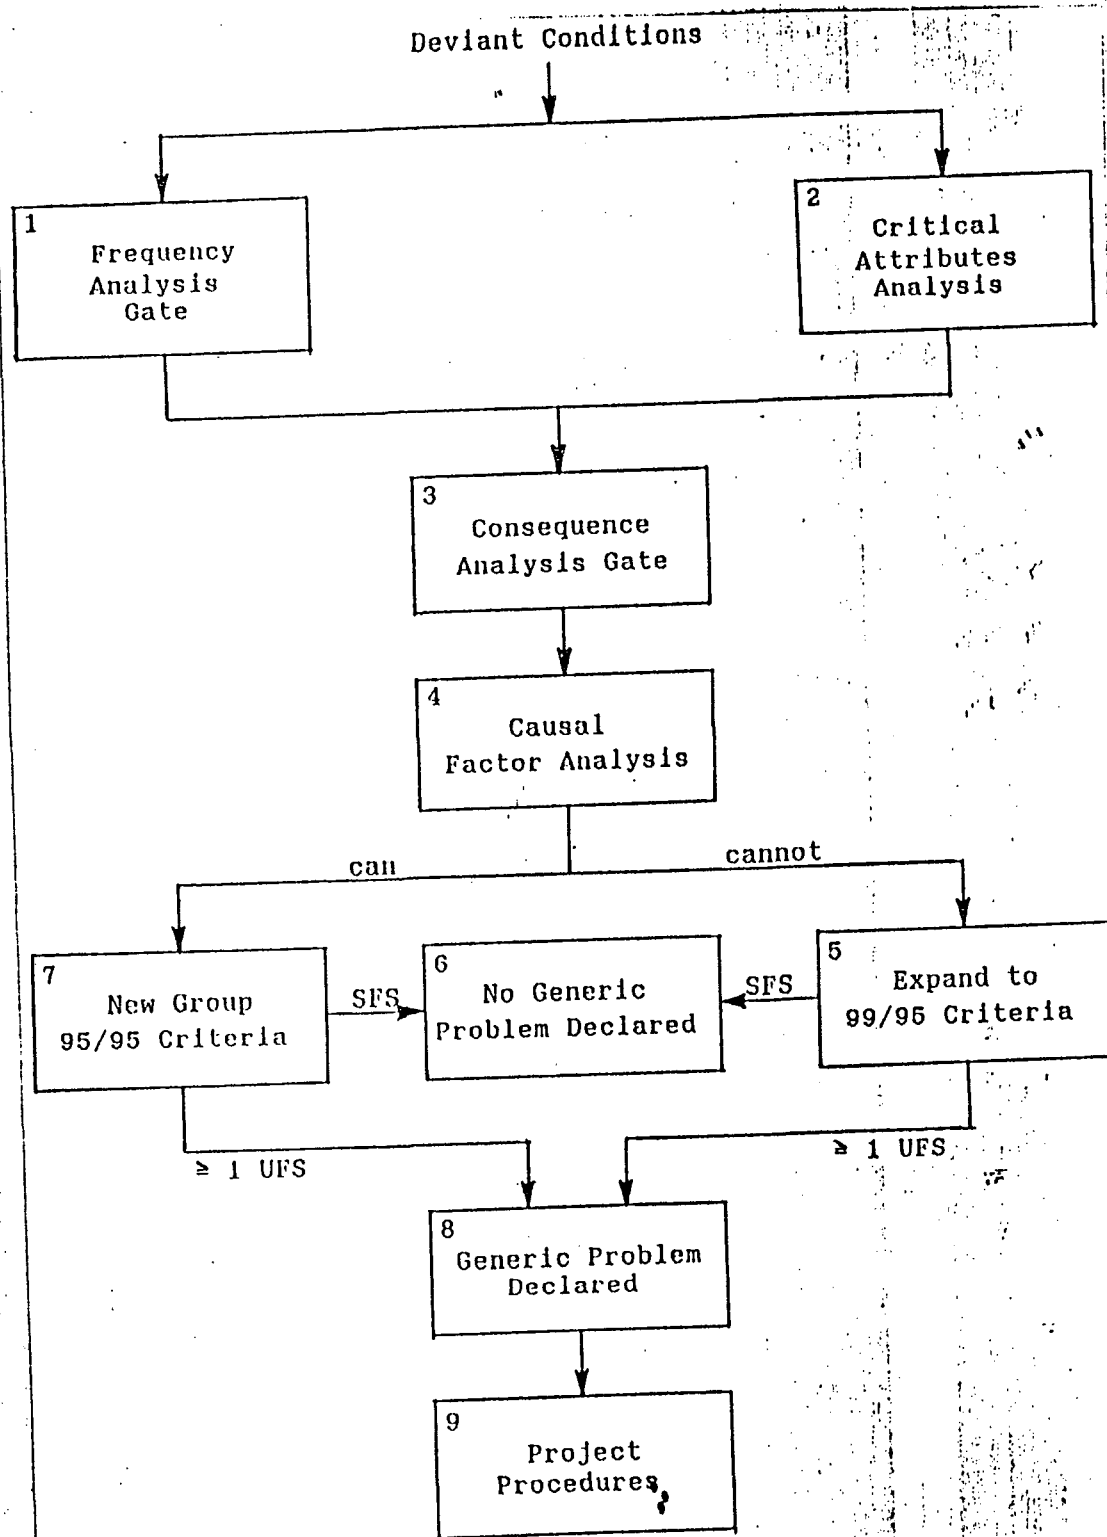 Deviant Conditions
1
Frequency
Analysis
Gate
2
Critical
Attributes
Analysis
3
Consequence
Analysis Gate
4
Causal
Factor Analysis
can
cannot
7
New Group
95/95 Criteria
SFS
6
No Generic
Problem Declared
SFS
5
Expand to
99/95 Criteria
≥ 1 UFS
≥ 1 UFS
8
Generic Problem
Declared
9
Project
Procedures